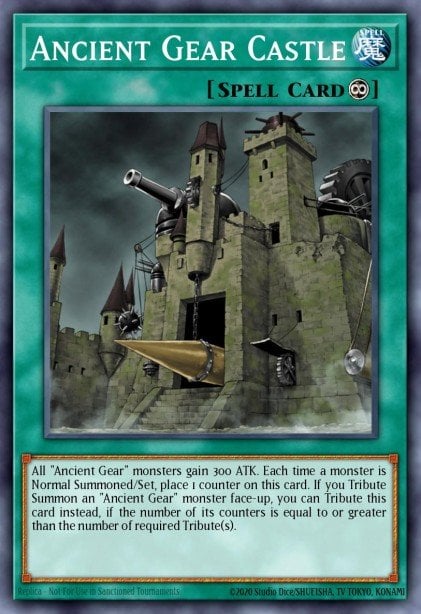 ANCIENT GEAR CASTLE
SPELL
魔
[SPELL CARD♾]
All "Ancient Gear" monsters gain 300 ATK. Each time a monster is
Normal Summoned/Set, place 1 counter on this card. If you Tribute
Summon an "Ancient Gear" monster face-up, you can Tribute this
card instead, if the number of its counters is equal to or greater
than the number of required Tribute(s).
Replica - Not For Use in Sanctioned Tournaments
©2020 Studio Dice/SHUEISHA, TV TOKYO, KONAMI